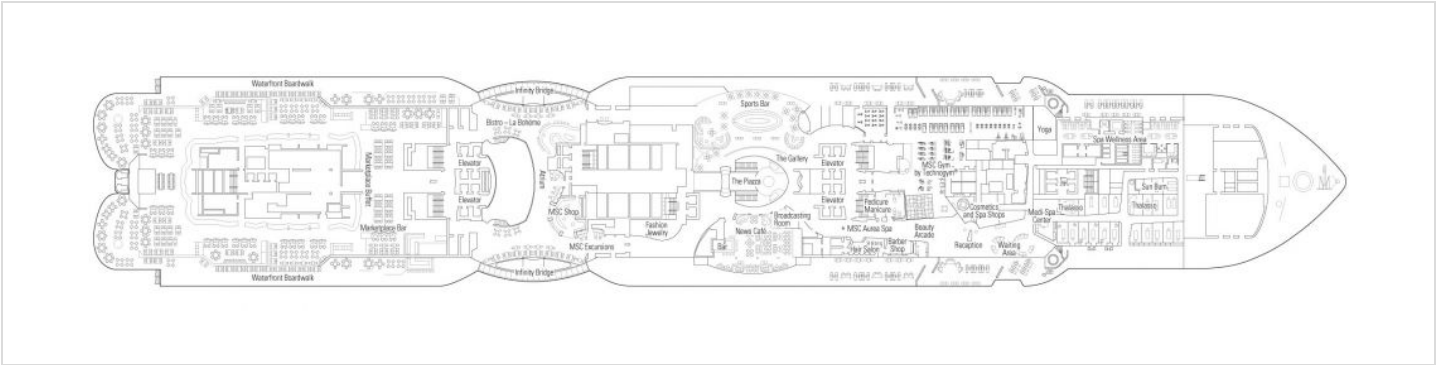 Waterfront Boardwalk
Infinity Bridge
Sports Bar
Bistro - La Bohème
Yoga
Spa Wellness Area
Marketplace Buffet
Elevator
Atrium
The Gallery
Elevator
MSC Gym
by Technogym®
The Piazza
Sun Burn
Elevator
MSC Shop
Elevator
Pedicure
Manicure
Cosmetics
and Spa Shops
Medi-Spa
Center
Thalasso
Thalasso
Marketplace Bar
Fashion
Jewelry
Broadcasting
Room
News Café
MSC Aurea Spa
Beauty
Arcade
MSC Excursions
Bar
Hair Salon
Barber
Shop
Reception
Waiting
Area
Waterfront Boardwalk
Infinity Bridge
M